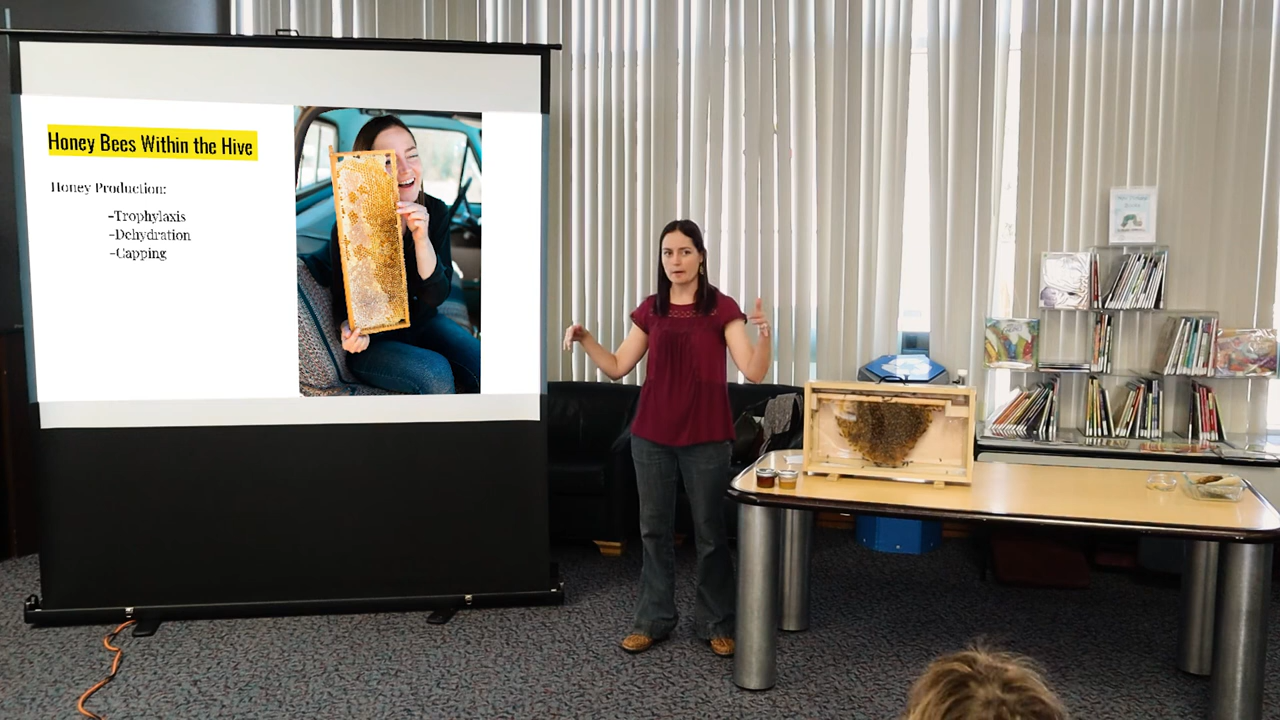 Honey Bees Within the Hive
Honey Production:
-Trophylaxis
-Dehydration
-Capping